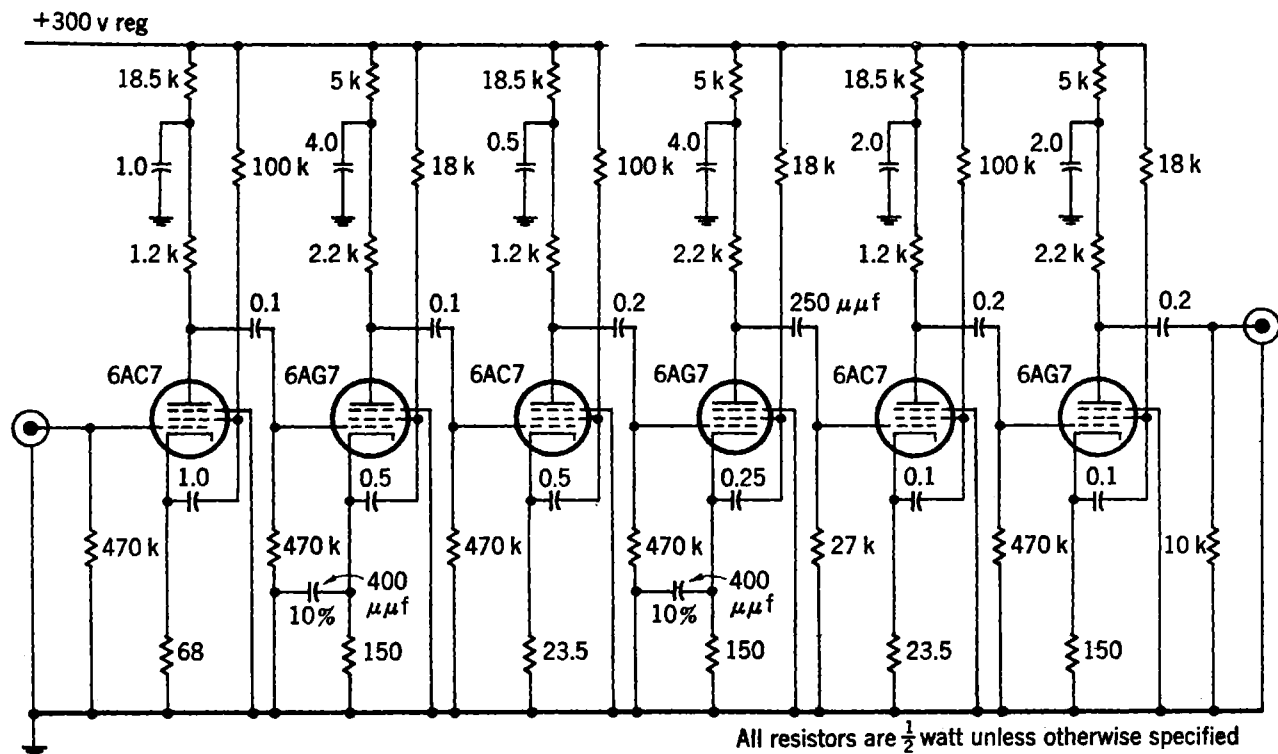 +300 v reg
18.5 k
5 k
18.5 k
5 k
18.5 k
5 k
1.0
4.0
0.5
4.0
2.0
2.0
100 k
18 k
100 k
18 k
100 k
18 k
1.2 k
2.2 k
1.2 k
2.2 k
1.2 k
2.2 k
0.1
0.1
0.2
250 μμf
0.2
0.2
6AC7
6AG7
6AC7
6AG7
6AC7
6AG7
1.0
0.5
0.5
0.25
0.1
0.1
470 k
470 k
470 k
470 k
27 k
470 k
10 k
400
μμf
10%
400
μμf
10%
68
150
23.5
150
23.5
150
All resistors are ½ watt unless otherwise specified